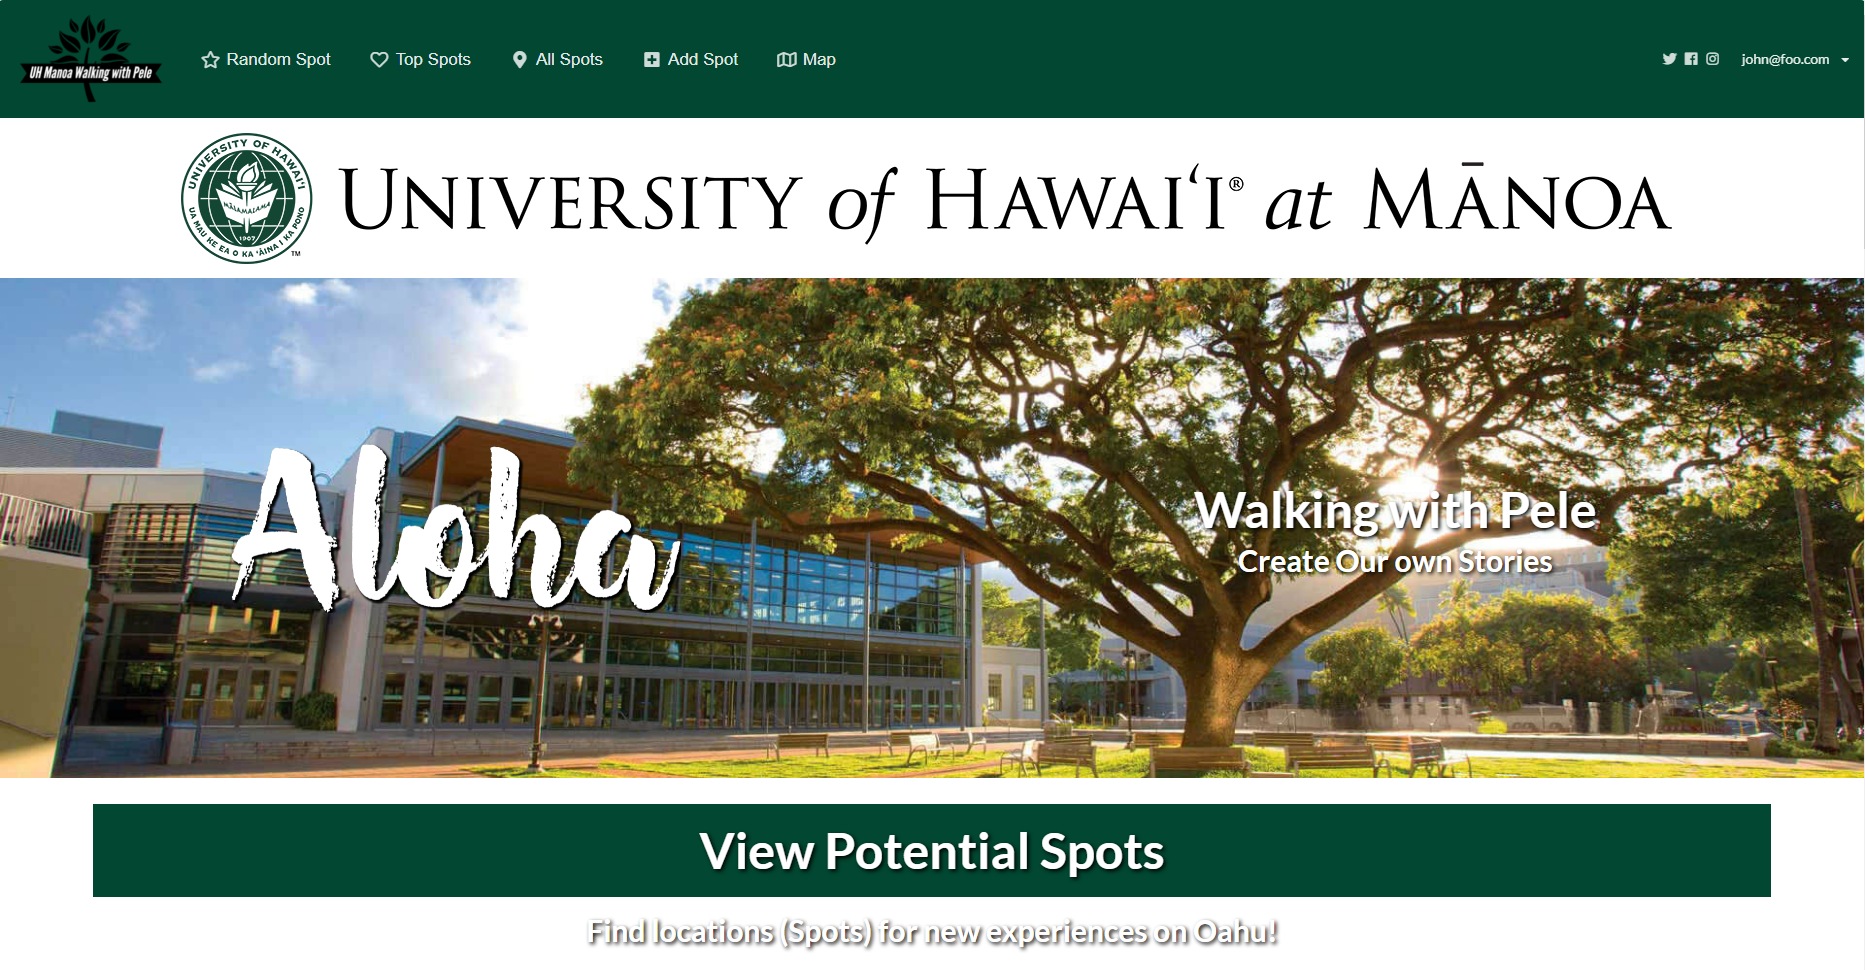 UH Manoa Walking with Pele
Random Spot
Top Spots
All Spots
Add Spot
Map
john@foo.com
UNIVERSITY OF HAWAI‘I
MĀLAMALAMA
1907
UA MAU KE EA O KA ‘ĀINA I KA PONO
TM
UNIVERSITY of HAWAI‘I® at MĀNOA
Aloha
Walking with Pele
Create Our own Stories
View Potential Spots
Find locations (Spots) for new experiences on Oahu!